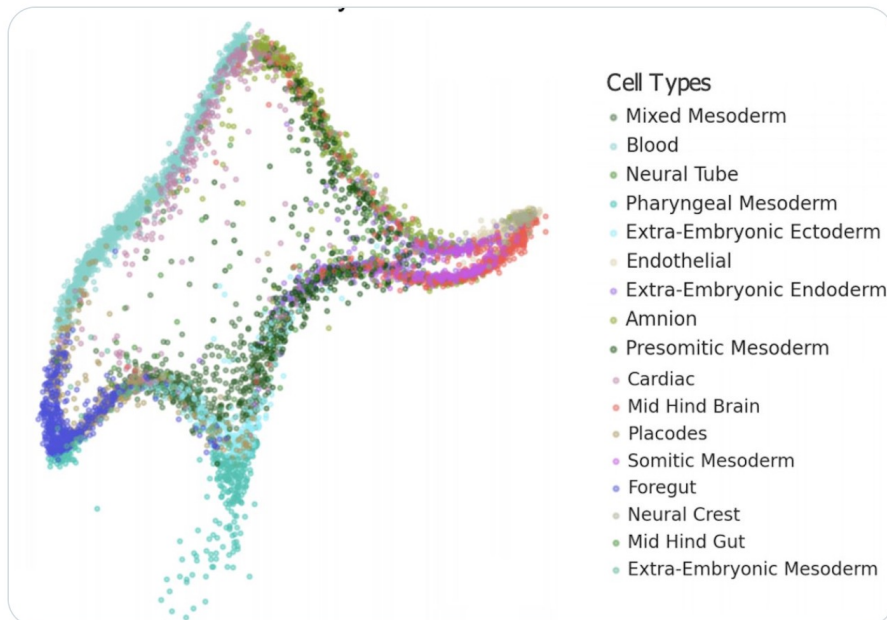 Cell Types
Mixed Mesoderm
Blood
Neural Tube
Pharyngeal Mesoderm
Extra-Embryonic Ectoderm
Endothelial
Extra-Embryonic Endoderm
Amnion
Presomitic Mesoderm
Cardiac
Mid Hind Brain
Placodes
Somitic Mesoderm
Foregut
Neural Crest
Mid Hind Gut
Extra-Embryonic Mesoderm